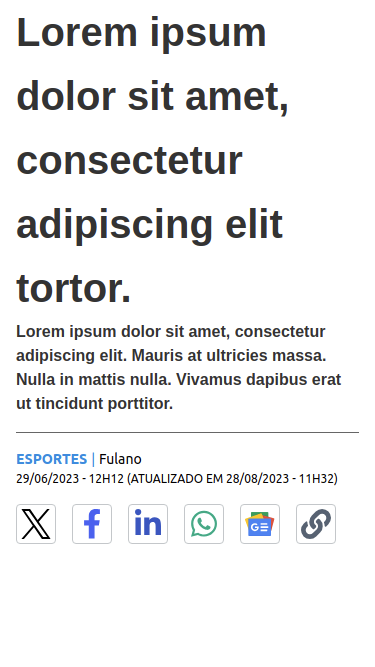 Lorem ipsum
dolor sit amet,
consectetur
adipiscing elit
tortor.
Lorem ipsum dolor sit amet, consectetur
adipiscing elit. Mauris at ultricies massa.
Nulla in mattis nulla. Vivamus dapibus erat
ut tincidunt porttitor.
ESPORTES | Fulano
29/06/2023 - 12H12 (ATUALIZADO EM 28/08/2023 - 11H32)